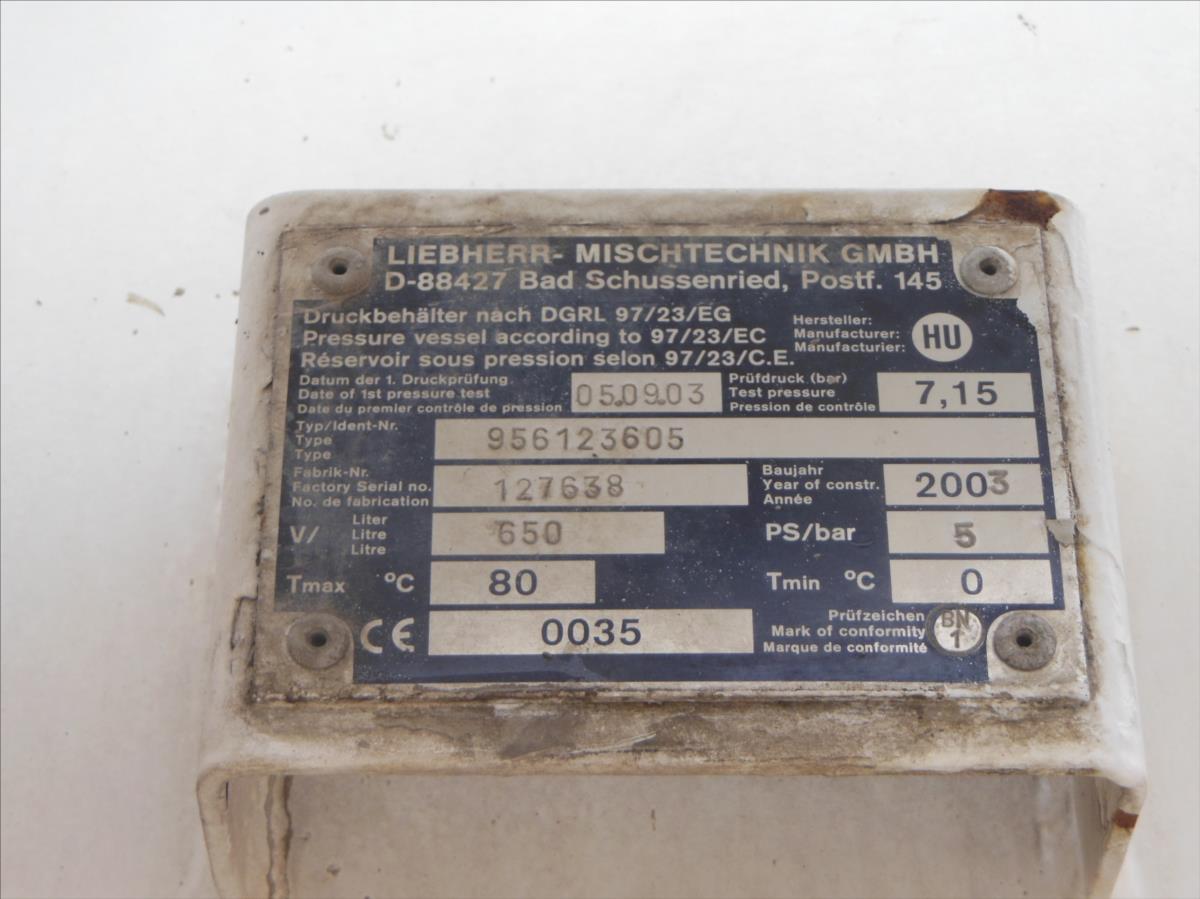 LIEBHERR- MISCHTECHNIK GMBH
D-88427 Bad Schussenried, Postf. 145
Druckbehälter nach DGRL 97/23/EG
Pressure vessel according to 97/23/EC
Réservoir sous pression selon 97/23/C.E.
Hersteller:
Manufacturer:
Manufacturier:
HU
Datum der 1. Druckprüfung
Date of 1st pressure test
Date du premier contrôle de pression
05.09.03
Prüfdruck (bar)
Test pressure
Pression de contrôle
7,15
Typ/Ident-Nr.
Type
Type
956123605
Fabrik-Nr.
Factory Serial no.
No. de fabrication
127638
Baujahr
Year of constr.
Année
2003
V/
Liter
Litre
Litre
650
PS/bar
5
Tmax °C
80
Tmin °C
0
CE
0035
Prüfzeichen
Mark of conformity
Marque de conformité
BN
1